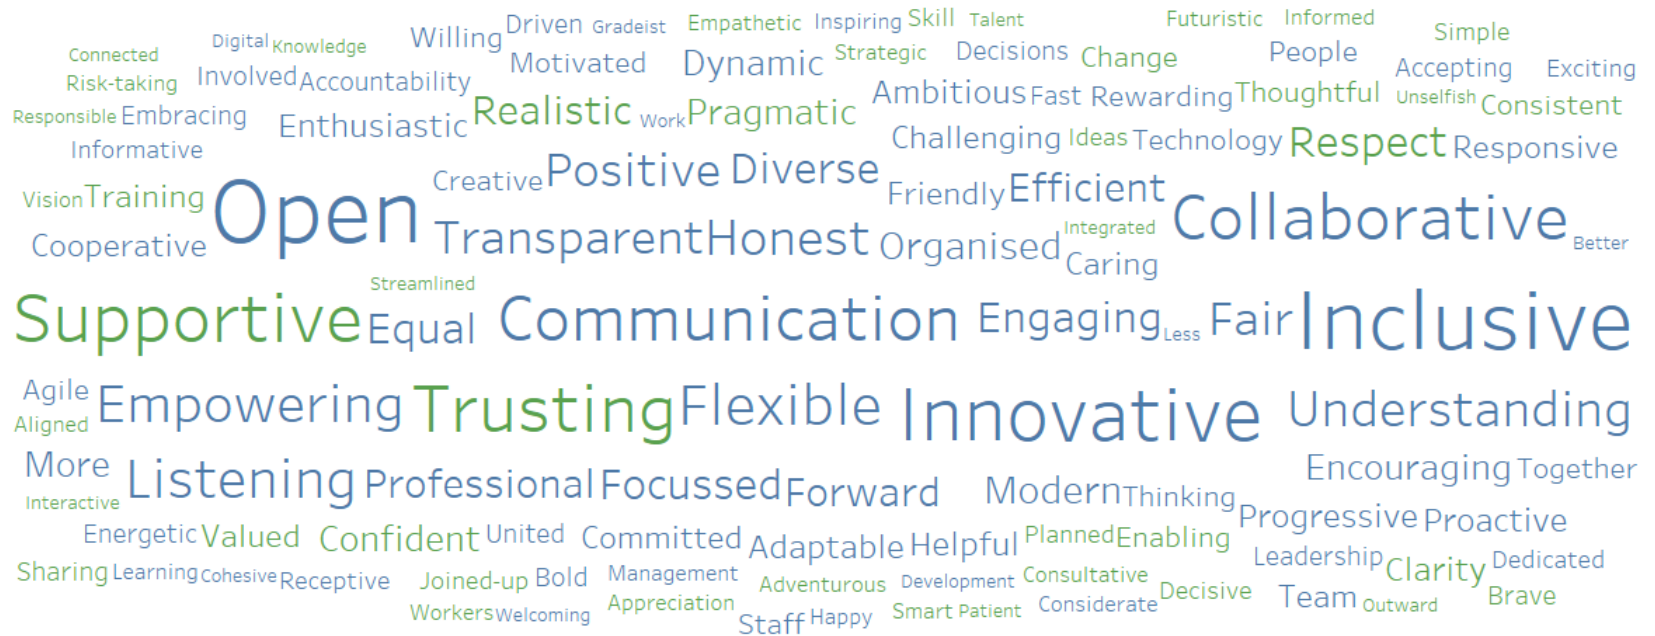 Driven Gradeist Empathetic Inspiring Skill Talent Futuristic Informed
Connected Digital Knowledge Willing Motivated Dynamic Strategic Decisions Change People Simple
Risk-taking Involved Accountability Ambitious Fast Rewarding Thoughtful Accepting Exciting
Responsible Embracing Enthusiastic Realistic Work Pragmatic Unselfish Consistent
Informative Challenging Ideas Technology Respect Responsive
Vision Training Open Creative Positive Diverse Friendly Efficient Collaborative
Cooperative Transparent Honest Organised Integrated Caring Better
Streamlined
Supportive Equal Communication Engaging Less Fair Inclusive
Agile Empowering Trusting Flexible Innovative Understanding
Aligned
More Listening Professional Focussed Forward Modern Thinking Encouraging Together
Interactive
Energetic Valued Confident United Committed Adaptable Helpful Planned Enabling Progressive Proactive
Sharing Learning Cohesive Receptive Joined-up Bold Management Adventurous Development Consultative Leadership Clarity Dedicated
Workers Welcoming Appreciation Staff Happy Smart Patient Considerate Decisive Team Outward Brave